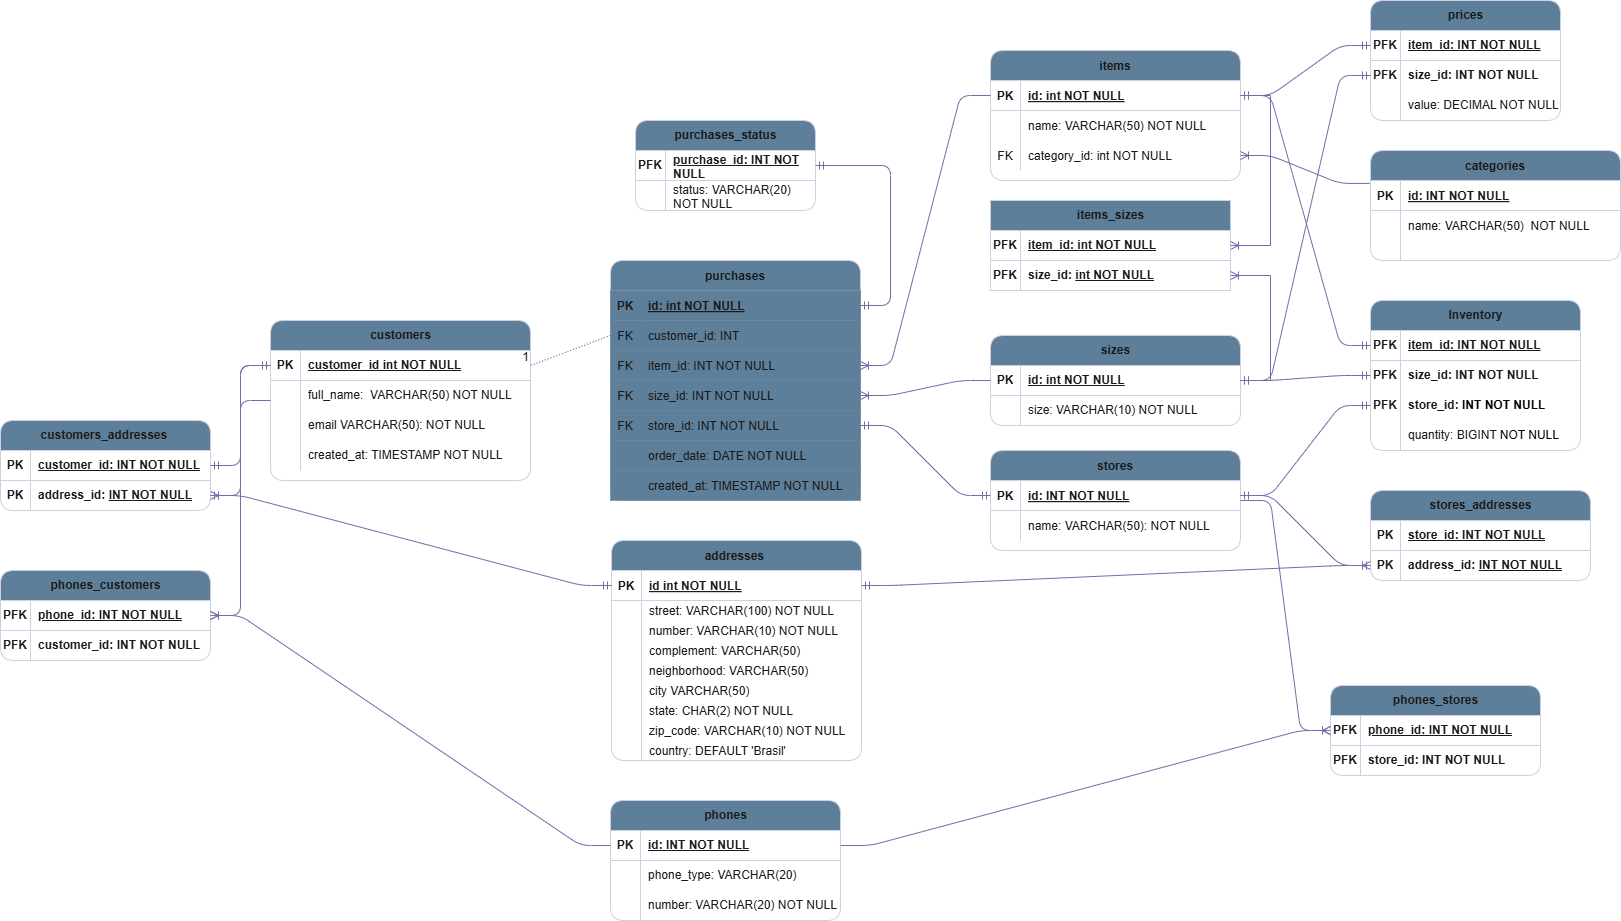 prices
PFK item_id: INT NOT NULL
PFK size_id: INT NOT NULL
value: DECIMAL NOT NULL
items
PK id: int NOT NULL
name: VARCHAR(50) NOT NULL
FK category_id: int NOT NULL
purchases_status
PFK purchase_id: INT NOT
NULL
status: VARCHAR(20)
NOT NULL
categories
PK id: INT NOT NULL
name: VARCHAR(50)  NOT NULL
items_sizes
PFK item_id: int NOT NULL
PFK size_id: int NOT NULL
purchases
PK id: int NOT NULL
FK customer_id: INT
FK item_id: INT NOT NULL
FK size_id: INT NOT NULL
FK store_id: INT NOT NULL
order_date: DATE NOT NULL
created_at: TIMESTAMP NOT NULL
Inventory
PFK item_id: INT NOT NULL
PFK size_id: INT NOT NULL
PFK store_id: INT NOT NULL
quantity: BIGINT NOT NULL
customers
1
PK customer_id int NOT NULL
full_name:  VARCHAR(50) NOT NULL
email VARCHAR(50): NOT NULL
created_at: TIMESTAMP NOT NULL
sizes
PK id: int NOT NULL
size: VARCHAR(10) NOT NULL
customers_addresses
PK customer_id: INT NOT NULL
PK address_id: INT NOT NULL
stores
PK id: INT NOT NULL
name: VARCHAR(50): NOT NULL
stores_addresses
PK store_id: INT NOT NULL
PK address_id: INT NOT NULL
addresses
PK id int NOT NULL
street: VARCHAR(100) NOT NULL
number: VARCHAR(10) NOT NULL
complement: VARCHAR(50)
neighborhood: VARCHAR(50)
city VARCHAR(50)
state: CHAR(2) NOT NULL
zip_code: VARCHAR(10) NOT NULL
country: DEFAULT 'Brasil'
phones_customers
PFK phone_id: INT NOT NULL
PFK customer_id: INT NOT NULL
phones_stores
PFK phone_id: INT NOT NULL
PFK store_id: INT NOT NULL
phones
PK id: INT NOT NULL
phone_type: VARCHAR(20)
number: VARCHAR(20) NOT NULL